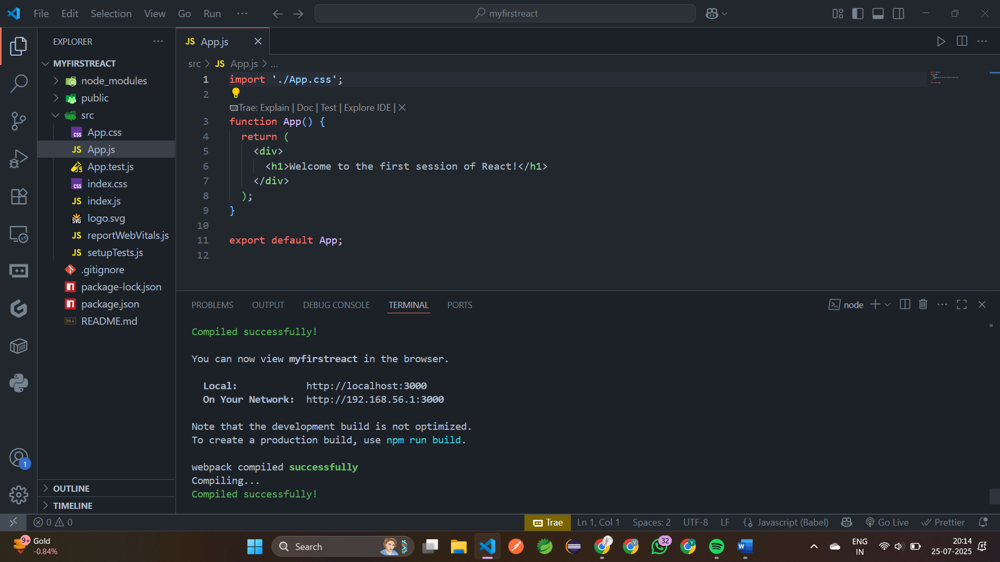 File Edit Selection View Go Run ···
myfirstreact
EXPLORER ···
MYFIRSTREACT
node_modules
public
src
App.css
App.js
App.test.js
index.css
index.js
logo.svg
reportWebVitals.js
setupTests.js
.gitignore
package-lock.json
package.json
README.md
OUTLINE
TIMELINE
JS App.js
src > JS App.js > ...
1 import './App.css';
2
Trae: Explain | Doc | Test | Explore IDE | X
3 function App() {
4 return (
5 <div>
6 <h1>Welcome to the first session of React!</h1>
7 </div>
8 );
9 }
10
11 export default App;
12
PROBLEMS OUTPUT DEBUG CONSOLE TERMINAL PORTS
node
Compiled successfully!
You can now view myfirstreact in the browser.
Local: http://localhost:3000
On Your Network: http://192.168.56.1:3000
Note that the development build is not optimized.
To create a production build, use npm run build.
webpack compiled successfully
Compiling...
Compiled successfully!
1
0 0
Trae Ln 1, Col 1 Spaces: 2 UTF-8 LF {} Javascript (Babel) Go Live Prettier
9+ Gold
-0.84%
Search
32
ENG
IN
20:14
25-07-2025